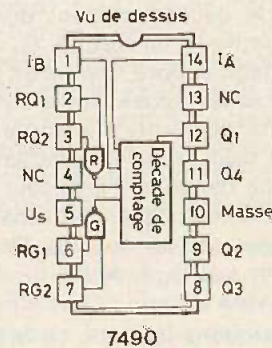 Vu de dessus
IB 1 14 IA
RQ1 2 13 NC
RQ2 3 12 Q1
R
NC 4 11 Q4
Décade de
comptage
Us 5 10 Masse
G
RG1 6 9 Q2
RG2 7 8 Q3
7490